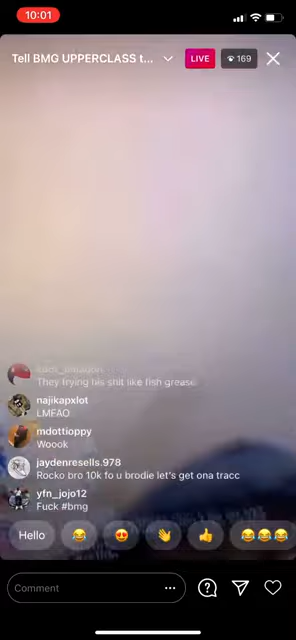 10:01
Tell BMG UPPERCLASS t...
LIVE
169
They trying his shit like fish grease
najikapxlot
LMFAO
mdottioppy
Woook
jaydenresells.978
Rocko bro 10k fo u brodie let's get ona tracc
yfn_jojo12
Fuck #bmg
Hello
Comment